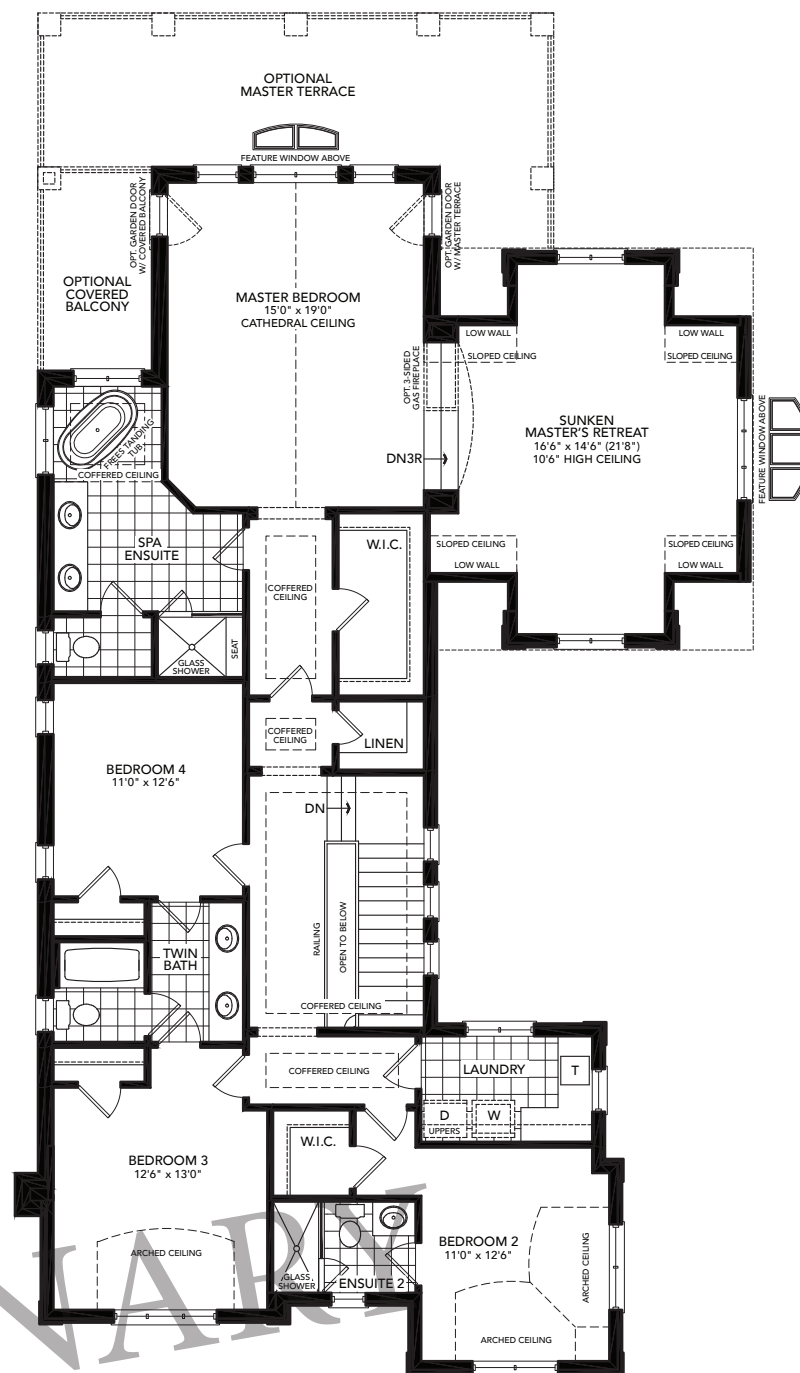 OPTIONAL
MASTER TERRACE
FEATURE WINDOW ABOVE
OPT. GARDEN DOOR
W/ COVERED BALCONY
OPT. GARDEN DOOR
W/ MASTER TERRACE
OPTIONAL
COVERED
BALCONY
MASTER BEDROOM
15'0" x 19'0"
CATHEDRAL CEILING
LOW WALL
SLOPED CEILING
LOW WALL
SLOPED CEILING
OPT. 3-SIDED
GAS FIREPLACE
SUNKEN
MASTER'S RETREAT
16'6" x 14'6" (21'8")
10'6" HIGH CEILING
FEATURE WINDOW ABOVE
DN3R
FREESTANDING
TUB
COFFERED CEILING
SPA
ENSUITE
W.I.C.
SLOPED CEILING
LOW WALL
SLOPED CEILING
LOW WALL
COFFERED
CEILING
GLASS
SHOWER
SEAT
COFFERED
CEILING
LINEN
BEDROOM 4
11'0" x 12'6"
DN
RAILING
OPEN TO BELOW
TWIN
BATH
COFFERED CEILING
COFFERED CEILING
LAUNDRY
T
D
W
UPPERS
W.I.C.
BEDROOM 3
12'6" x 13'0"
ARCHED CEILING
GLASS
SHOWER
ENSUITE 2
BEDROOM 2
11'0" x 12'6"
ARCHED CEILING
ARCHED CEILING
NARY